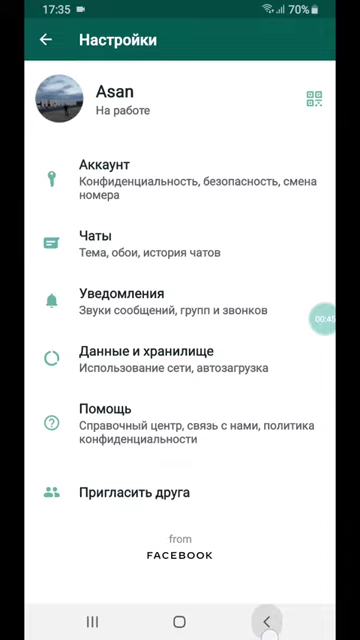 17:35 70%
Настройки
Asan
На работе
Аккаунт
Конфиденциальность, безопасность, смена
номера
Чаты
Тема, обои, история чатов
Уведомления
Звуки сообщений, групп и звонков
00:45
Данные и хранилище
Использование сети, автозагрузка
Помощь
Справочный центр, связь с нами, политика
конфиденциальности
Пригласить друга
from
FACEBOOK